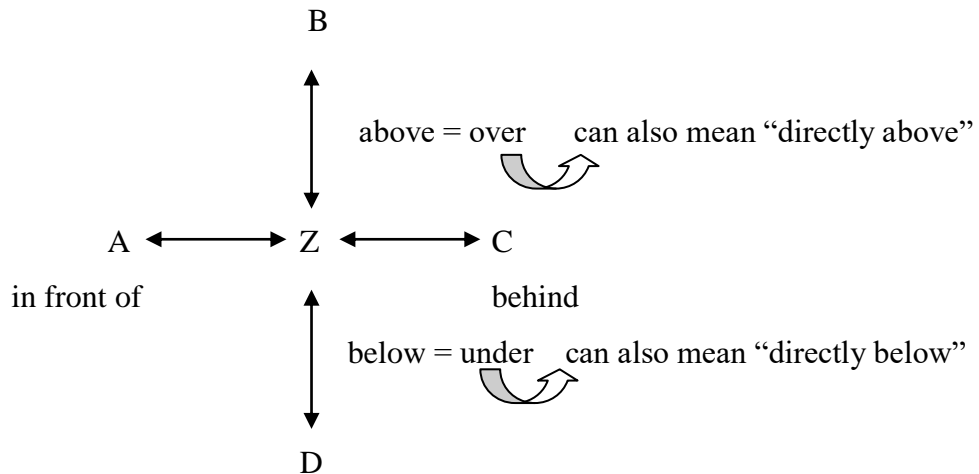 B
above = over can also mean “directly above”
A Z C
in front of behind
below = under can also mean “directly below”
D